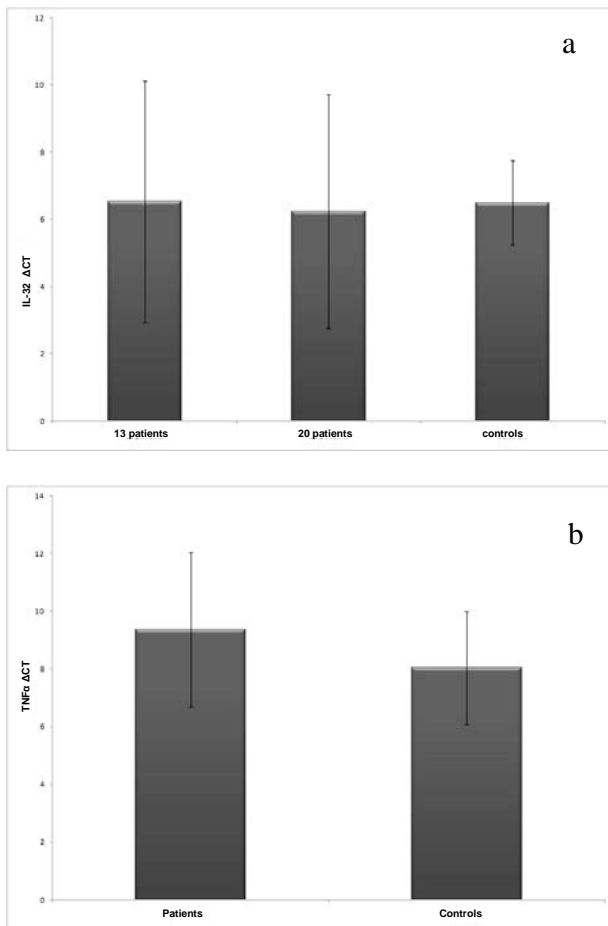 a
12
10
8
6
4
2
0
IL-32 ΔCT
13 patients
20 patients
controls
b
14
12
10
8
6
4
2
0
TNFα ΔCT
Patients
Controls